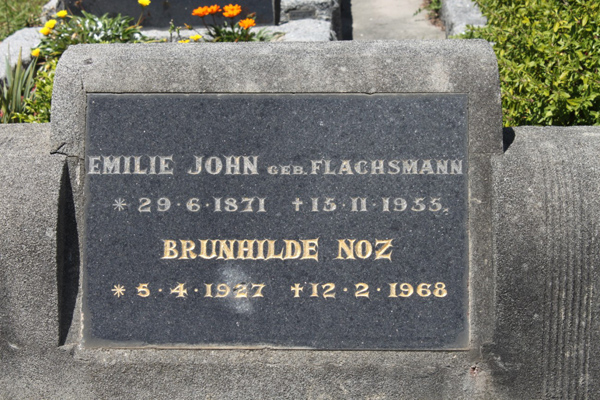 EMILIE JOHN GEB. FLACHSMANN
* 29·6·1871 † 15·11·1955.
BRUNHILDE NOZ
* 5·4·1927 † 12·2·1968